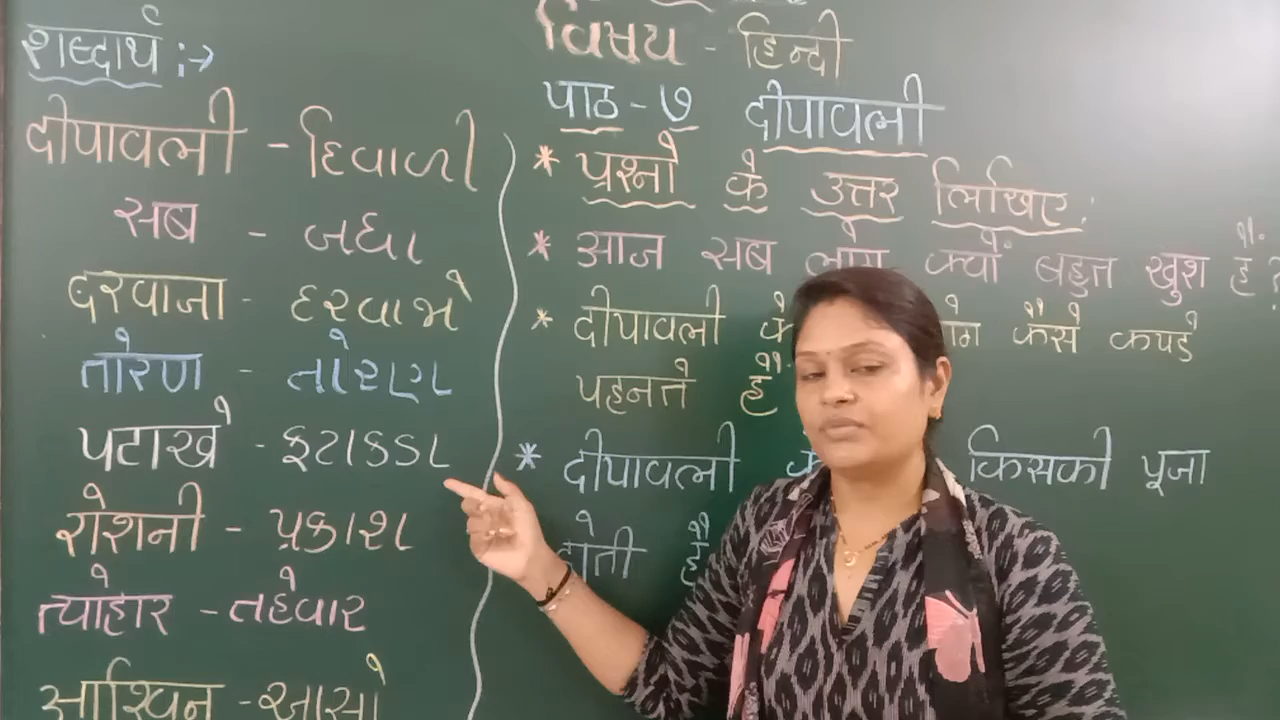 शब्दार्थ :→
दीपावली - દિવાળી
सब - બધા
दरवाजा - દરવાજો
तोरण - તોરણ
पटाखे - ફટાકડા
रोशनी - પ્રકાશ
त्योहार - તહેવાર
आश्विन - આસો
विषय - हिन्दी
पाठ - ७ दीपावली
* प्रश्नो के उत्तर लिखिए:
* आज सब लोग क्यों बहुत खुश हैं?
* दीपावली के कैसे कपडे
पहनते हैं
* दीपावली के किसकी पूजा
होती है